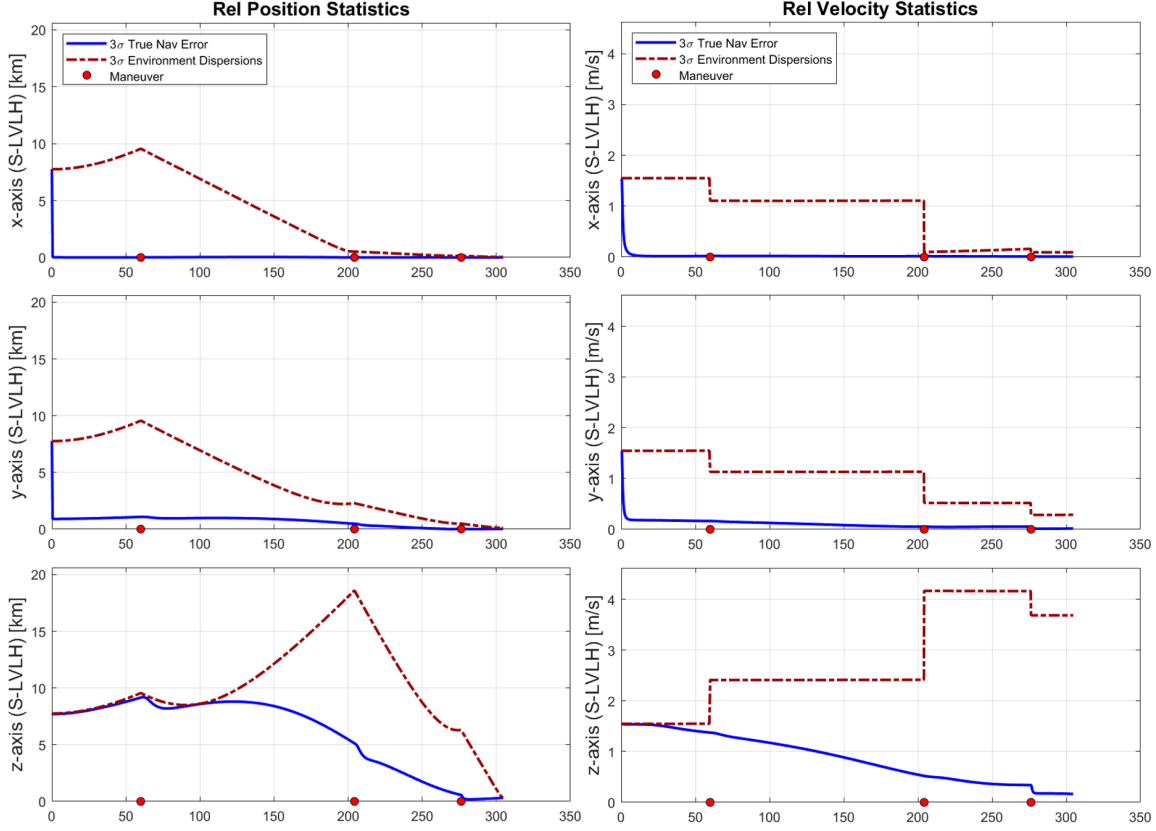 Rel Position Statistics
3σ True Nav Error
3σ Environment Dispersions
Maneuver
x-axis (S-LVLH) [km]
20
15
10
5
0
0 50 100 150 200 250 300 350
y-axis (S-LVLH) [km]
20
15
10
5
0
0 50 100 150 200 250 300 350
z-axis (S-LVLH) [km]
20
15
10
5
0
0 50 100 150 200 250 300 350
Rel Velocity Statistics
3σ True Nav Error
3σ Environment Dispersions
Maneuver
x-axis (S-LVLH) [m/s]
4
3
2
1
0
0 50 100 150 200 250 300 350
y-axis (S-LVLH) [m/s]
4
3
2
1
0
0 50 100 150 200 250 300 350
z-axis (S-LVLH) [m/s]
4
3
2
1
0
0 50 100 150 200 250 300 350